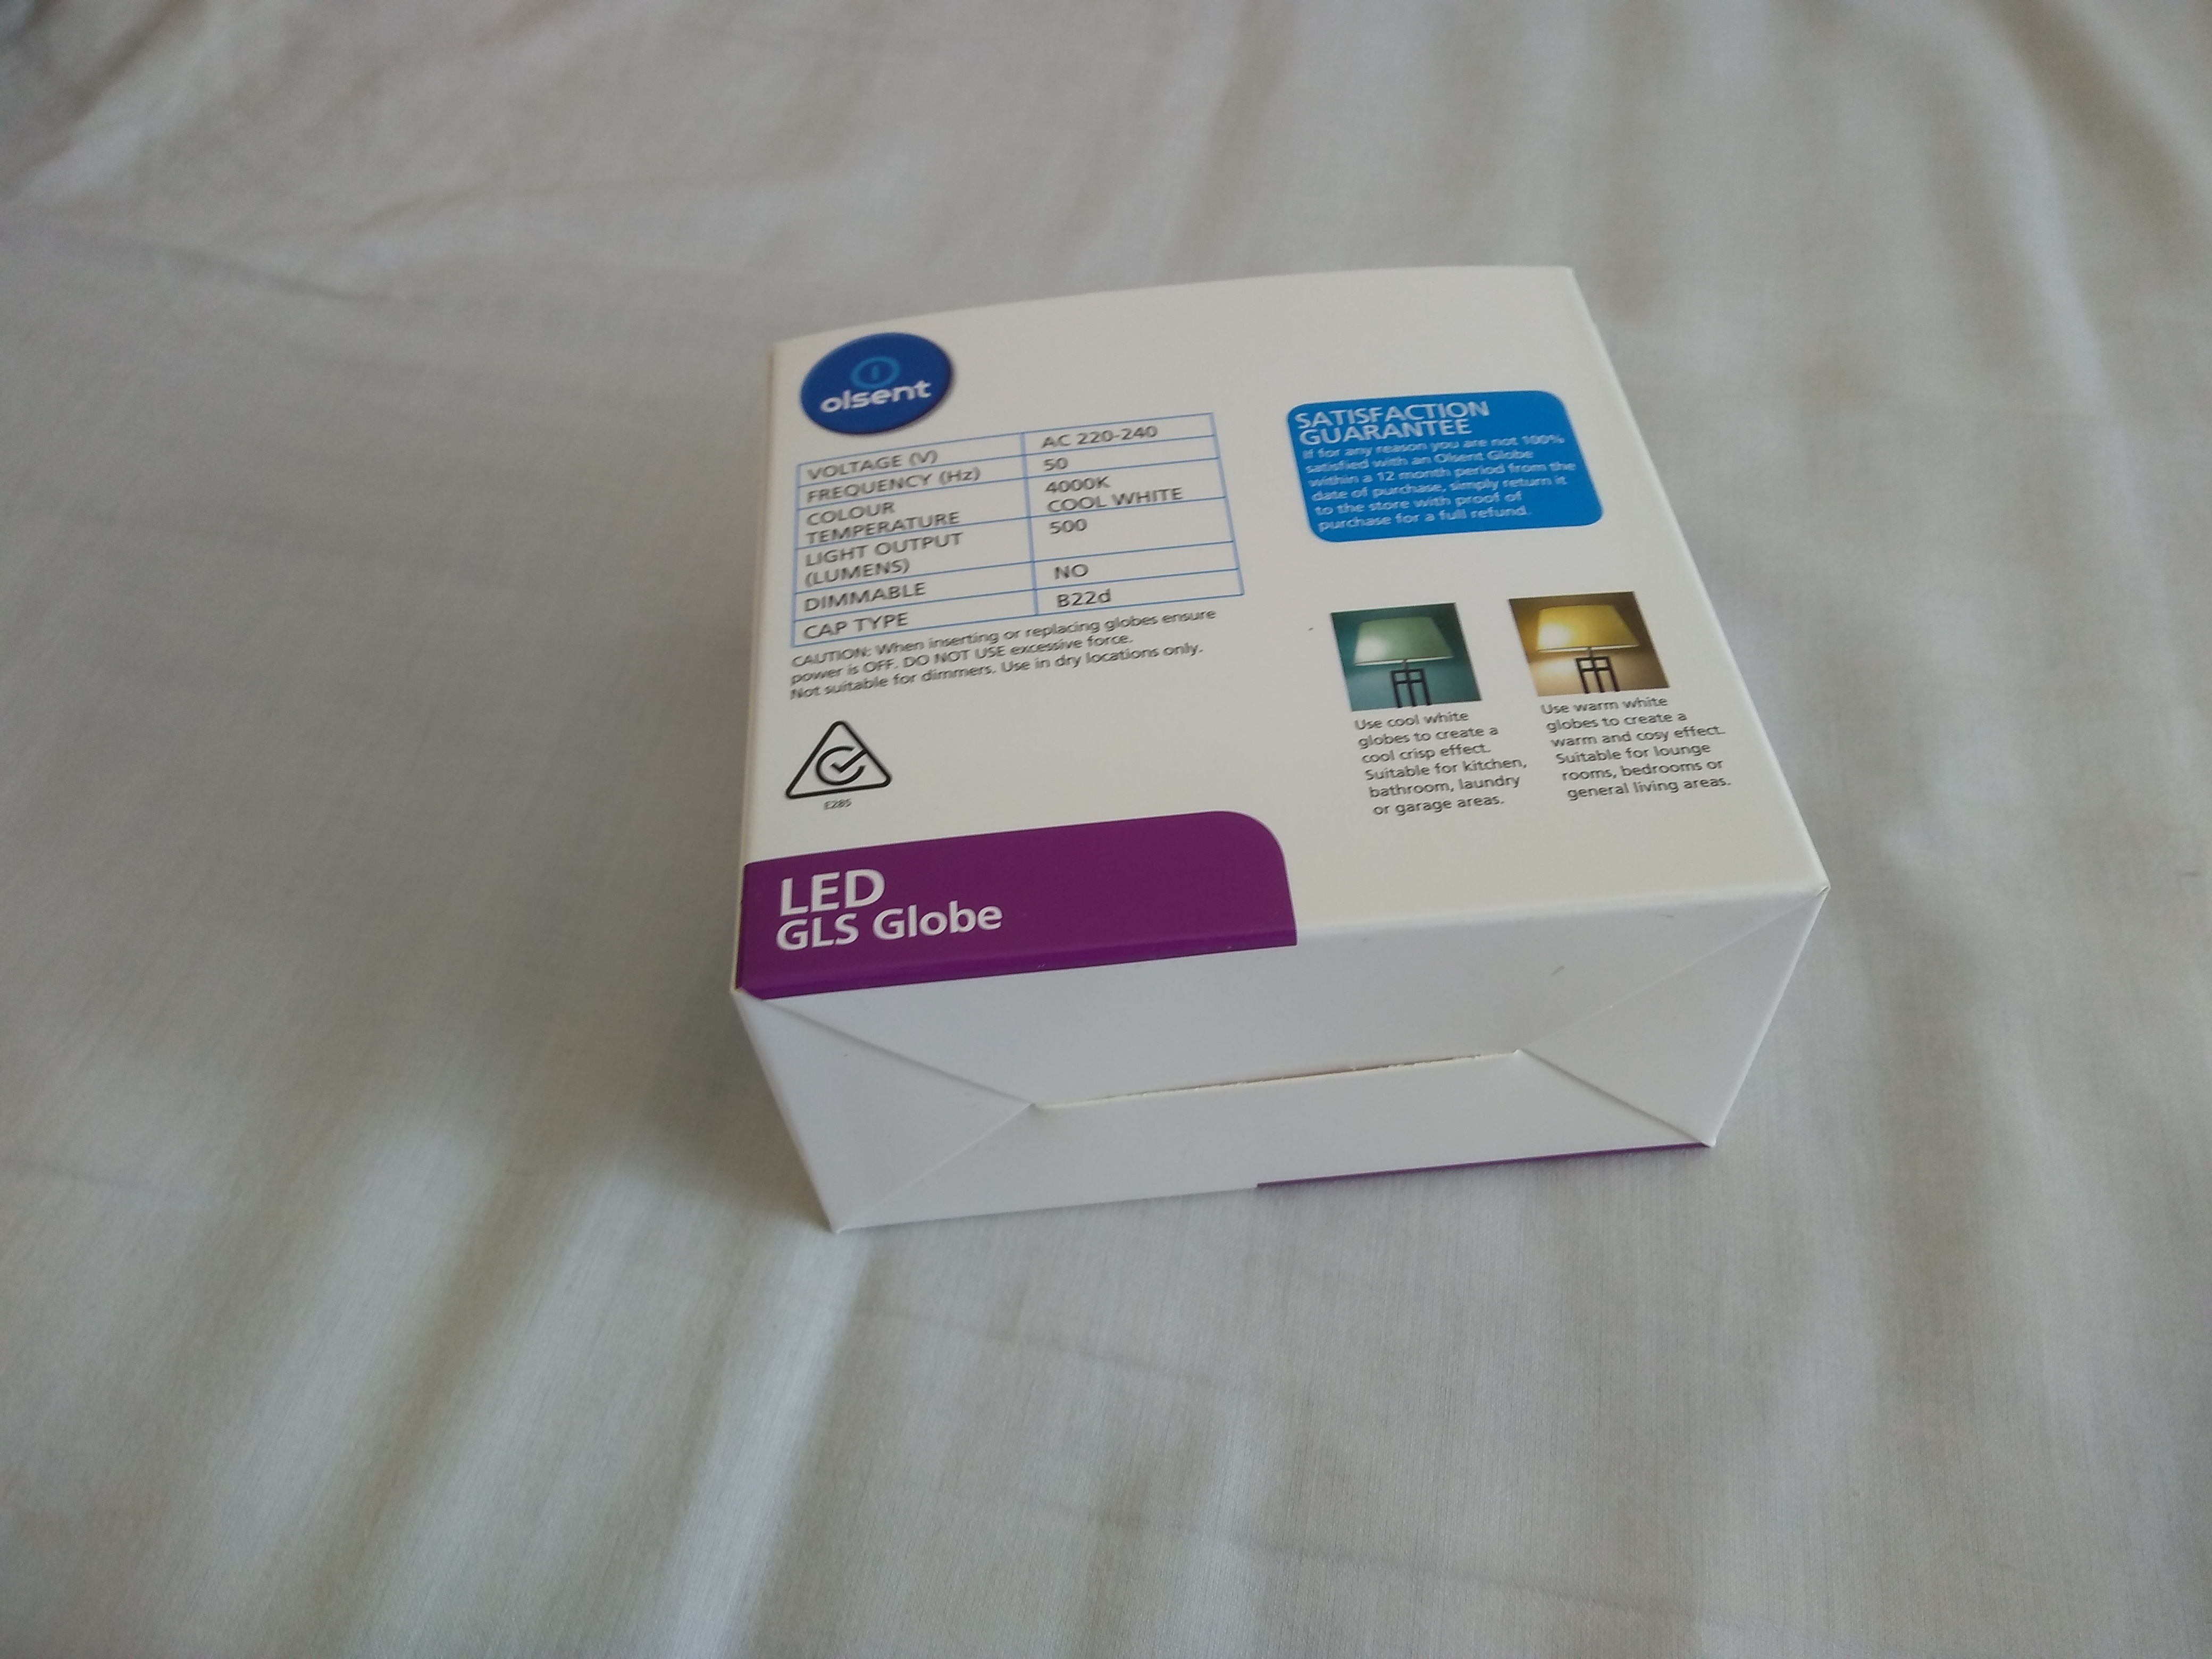 olsent
VOLTAGE (V) AC 220-240
FREQUENCY (Hz) 50
COLOUR 4000K
TEMPERATURE COOL WHITE
LIGHT OUTPUT 500
(LUMENS)
DIMMABLE NO
CAP TYPE B22d
CAUTION: When inserting or replacing globes ensure
power is OFF. DO NOT USE excessive force.
Not suitable for dimmers. Use in dry locations only.
E285
LED
GLS Globe
SATISFACTION
GUARANTEE
If for any reason you are not 100%
satisfied with an Olsent Globe
within a 12 month period from the
date of purchase, simply return it
to the store with proof of
purchase for a full refund.
Use cool white
globes to create a
cool crisp effect.
Suitable for kitchen,
bathroom, laundry
or garage areas.
Use warm white
globes to create a
warm and cosy effect.
Suitable for lounge
rooms, bedrooms or
general living areas.